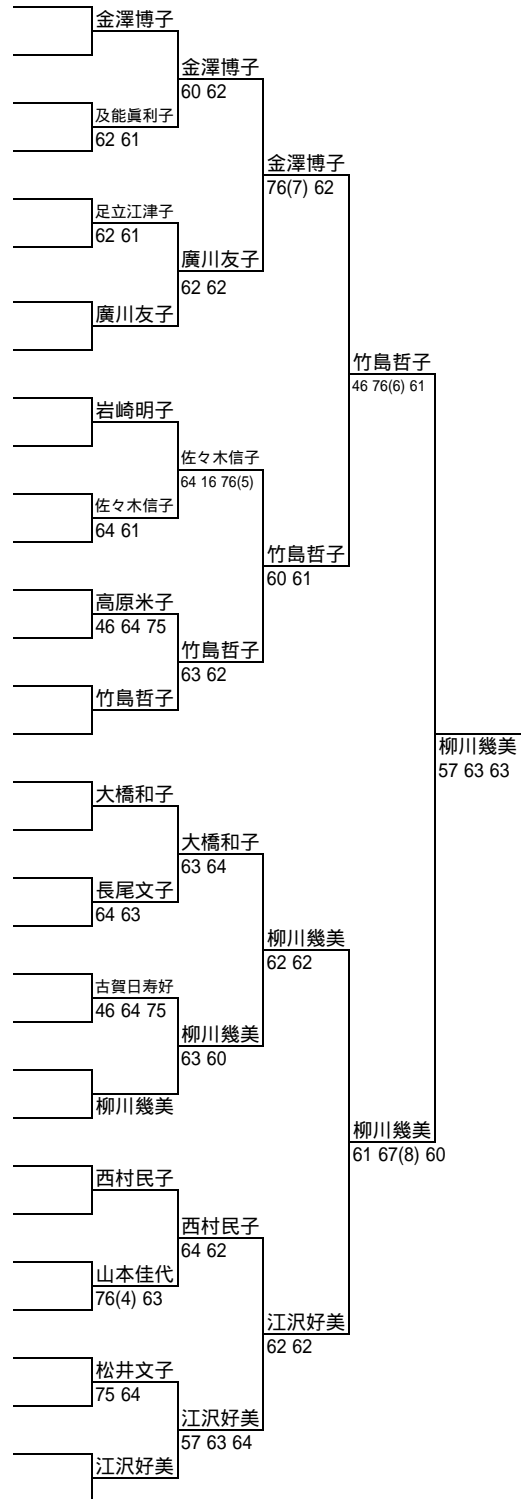 金澤博子
金澤博子
60 62
及能眞利子
62 61
金澤博子
76(7) 62
足立江津子
62 61
廣川友子
62 62
廣川友子
竹島哲子
46 76(6) 61
岩崎明子
佐々木信子
64 16 76(5)
佐々木信子
64 61
竹島哲子
60 61
高原米子
46 64 75
竹島哲子
63 62
竹島哲子
柳川幾美
57 63 63
大橋和子
大橋和子
63 64
長尾文子
64 63
柳川幾美
62 62
古賀日寿好
46 64 75
柳川幾美
63 60
柳川幾美
柳川幾美
61 67(8) 60
西村民子
西村民子
64 62
山本佳代
76(4) 63
江沢好美
62 62
松井文子
75 64
江沢好美
57 63 64
江沢好美